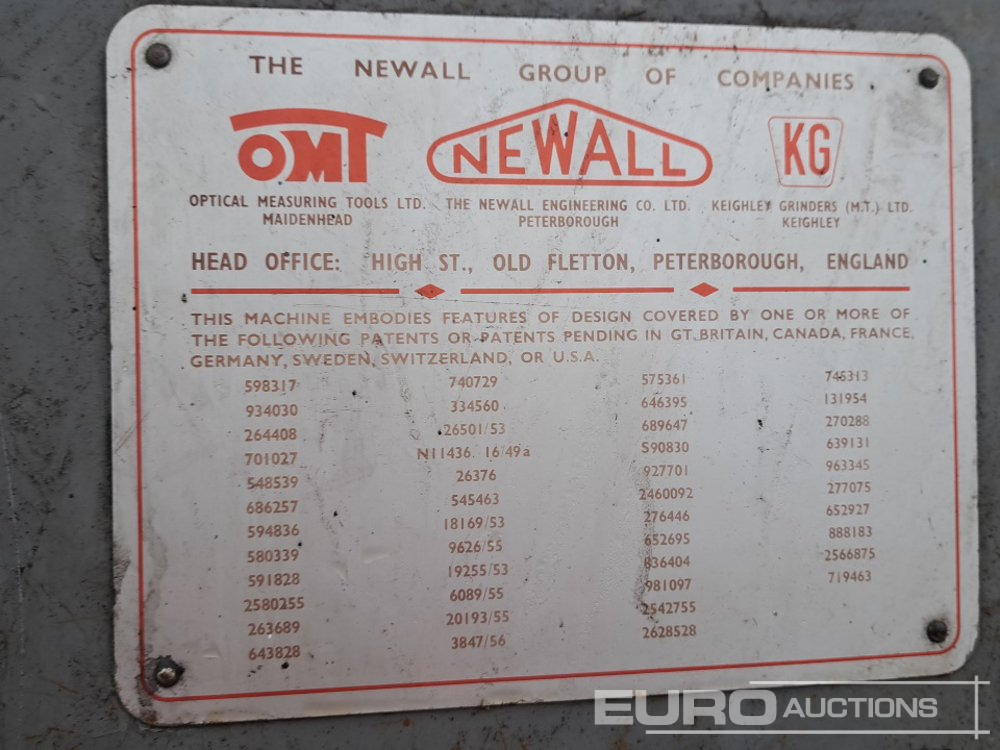 THE NEWALL GROUP OF COMPANIES
OMT NEWALL KG
OPTICAL MEASURING TOOLS LTD. THE NEWALL ENGINEERING CO. LTD. KEIGHLEY GRINDERS (M.T.) LTD.
MAIDENHEAD PETERBOROUGH KEIGHLEY
HEAD OFFICE: HIGH ST., OLD FLETTON, PETERBOROUGH, ENGLAND
THIS MACHINE EMBODIES FEATURES OF DESIGN COVERED BY ONE OR MORE OF
THE FOLLOWING PATENTS OR PATENTS PENDING IN GT. BRITAIN, CANADA, FRANCE,
GERMANY, SWEDEN, SWITZERLAND, OR U.S.A.
598317 740729 575361 745313
934030 334560 646395 131954
264408 26501/53 689647 270288
701027 N11436. 16/49a S90830 639131
548539 26376 927701 963345
686257 545463 2460092 277075
594836 18169/53 276446 652927
580339 9626/55 652695 888183
591828 19255/53 836404 2566875
2580255 6089/55 981097 719463
263689 20193/55 2542755
643828 3847/56 2628528
EURO AUCTIONS